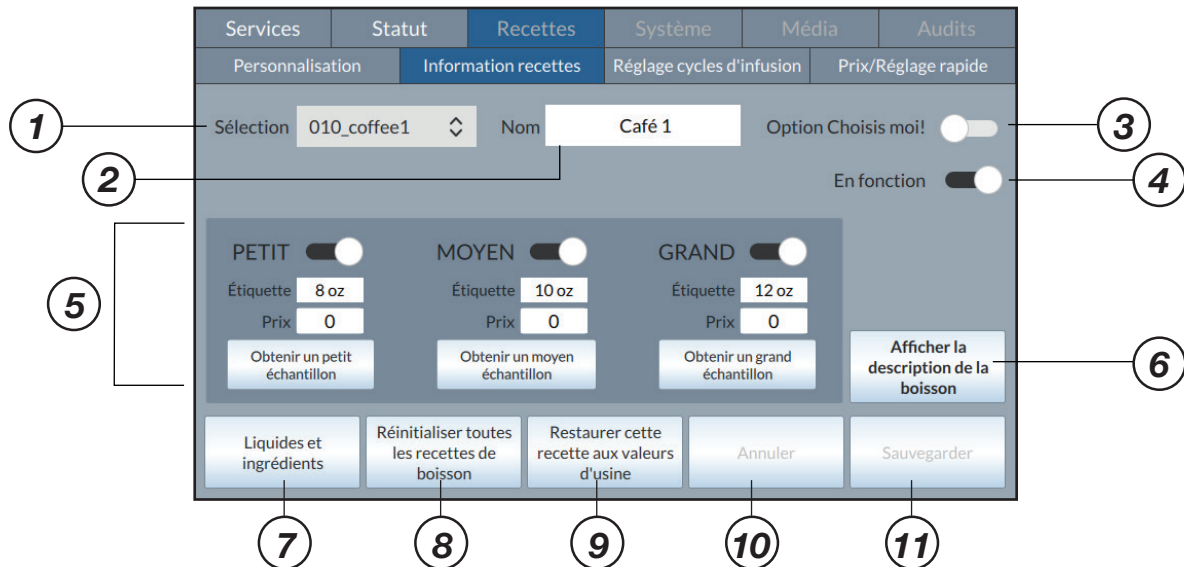 Services Statut Recettes Système Média Audits
Personnalisation Information recettes Réglage cycles d'infusion Prix/Réglage rapide
1 Sélection 010_coffee1 Nom Café 1 Option Choisis moi! 3
2 En fonction 4
PETIT MOYEN GRAND
5 Étiquette 8 oz Étiquette 10 oz Étiquette 12 oz
Prix 0 Prix 0 Prix 0
Obtenir un petit
échantillon
Obtenir un moyen
échantillon
Obtenir un grand
échantillon
Afficher la
description de la
boisson
6
Liquides et
ingrédients
Réinitialiser toutes
les recettes de
boisson
Restaurer cette
recette aux valeurs
d'usine
Annuler
Sauvegarder
7 8 9 10 11